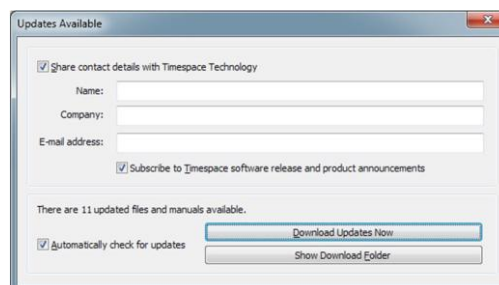 Updates Available
Share contact details with Timespace Technology
Name:
Company:
E-mail address:
Subscribe to Timespace software release and product announcements
There are 11 updated files and manuals available.
Download Updates Now
Automatically check for updates
Show Download Folder